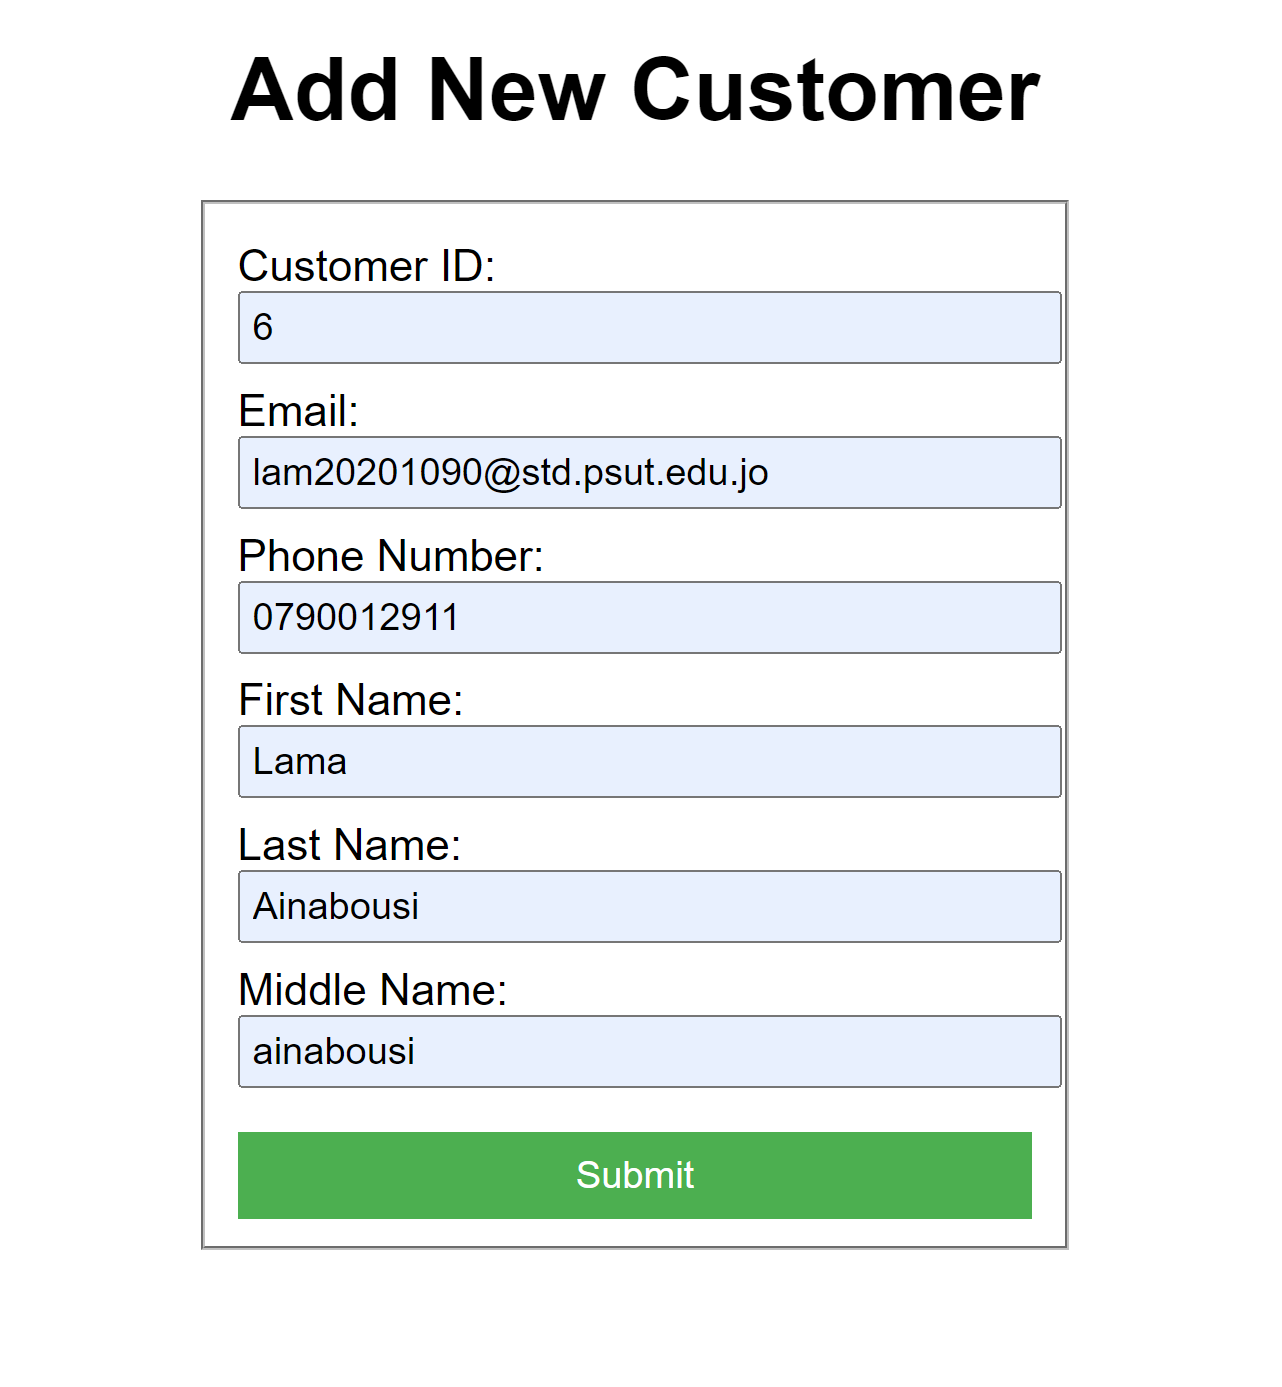 Add New Customer
Customer ID:
6
Email:
lam20201090@std.psut.edu.jo
Phone Number:
0790012911
First Name:
Lama
Last Name:
Ainabousi
Middle Name:
ainabousi
Submit